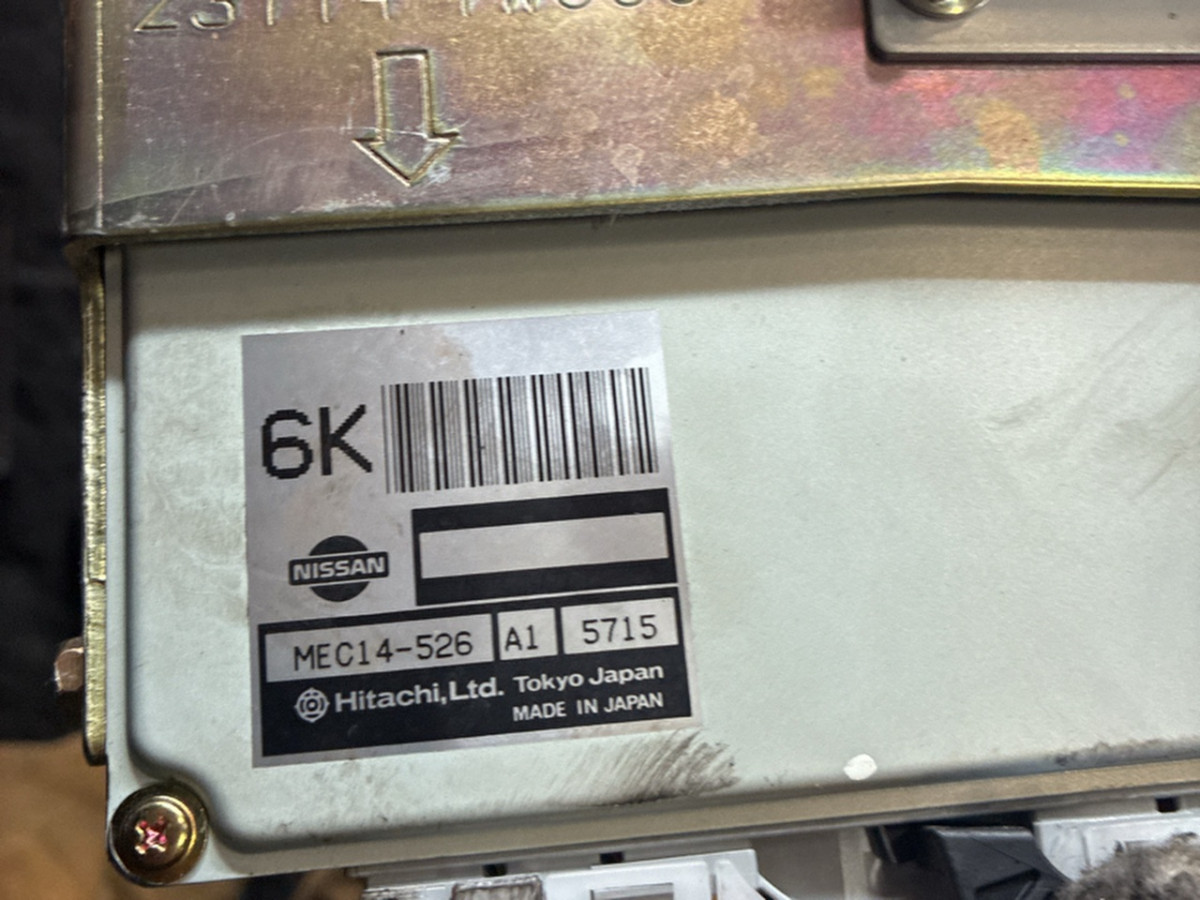 6K
NISSAN
MEC14-526 A1 5715
Hitachi,Ltd. Tokyo Japan
MADE IN JAPAN